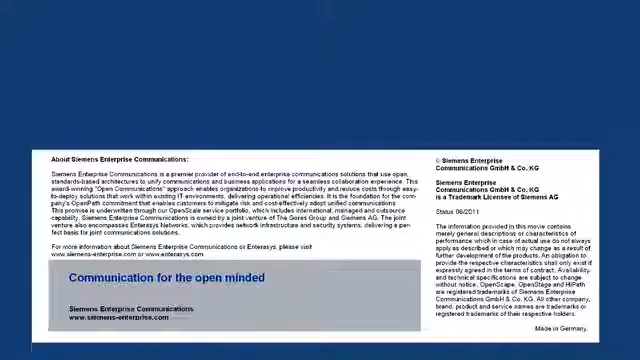 About Siemens Enterprise Communications:
Siemens Enterprise Communications is a premier provider of end-to-end enterprise communications solutions that use open,
standards-based architectures to unify communications and business applications for a seamless collaboration experience. This
award-winning "Open Communications" approach enables organizations to improve productivity and reduce costs through easy-
to-deploy solutions that work within existing IT environments, delivering operational efficiencies. It is the foundation for the com-
pany's OpenPath commitment that enables customers to mitigate risk and cost-effectively adopt unified communications
This promise is underwritten through our OpenScale service portfolio, which includes international, managed and outsource
capability. Siemens Enterprise Communications is owned by a joint venture of The Gores Group and Siemens AG. The joint
venture also encompasses Enterasys Networks, which provides network infrastructure and security systems, delivering a per-
fect basis for joint communications solutions.
For more information about Siemens Enterprise Communications or Enterasys, please visit
www.siemens-enterprise.com or www.enterasys.com.
Communication for the open minded
Siemens Enterprise Communications
www.siemens-enterprise.com
© Siemens Enterprise
Communications GmbH & Co. KG
Siemens Enterprise
Communications GmbH & Co. KG
is a Trademark Licensee of Siemens AG
Status 06/2011
The information provided in this movie contains
merely general descriptions or characteristics of
performance which in case of actual use do not always
apply as described or which may change as a result of
further development of the products. An obligation to
provide the respective characteristics shall only exist if
expressly agreed in the terms of contract. Availability
and technical specifications are subject to change
without notice. OpenScape, OpenStage and HiPath
are registered trademarks of Siemens Enterprise
Communications GmbH & Co. KG. All other company,
brand, product and service names are trademarks or
registered trademarks of their respective holders.
Made in Germany.